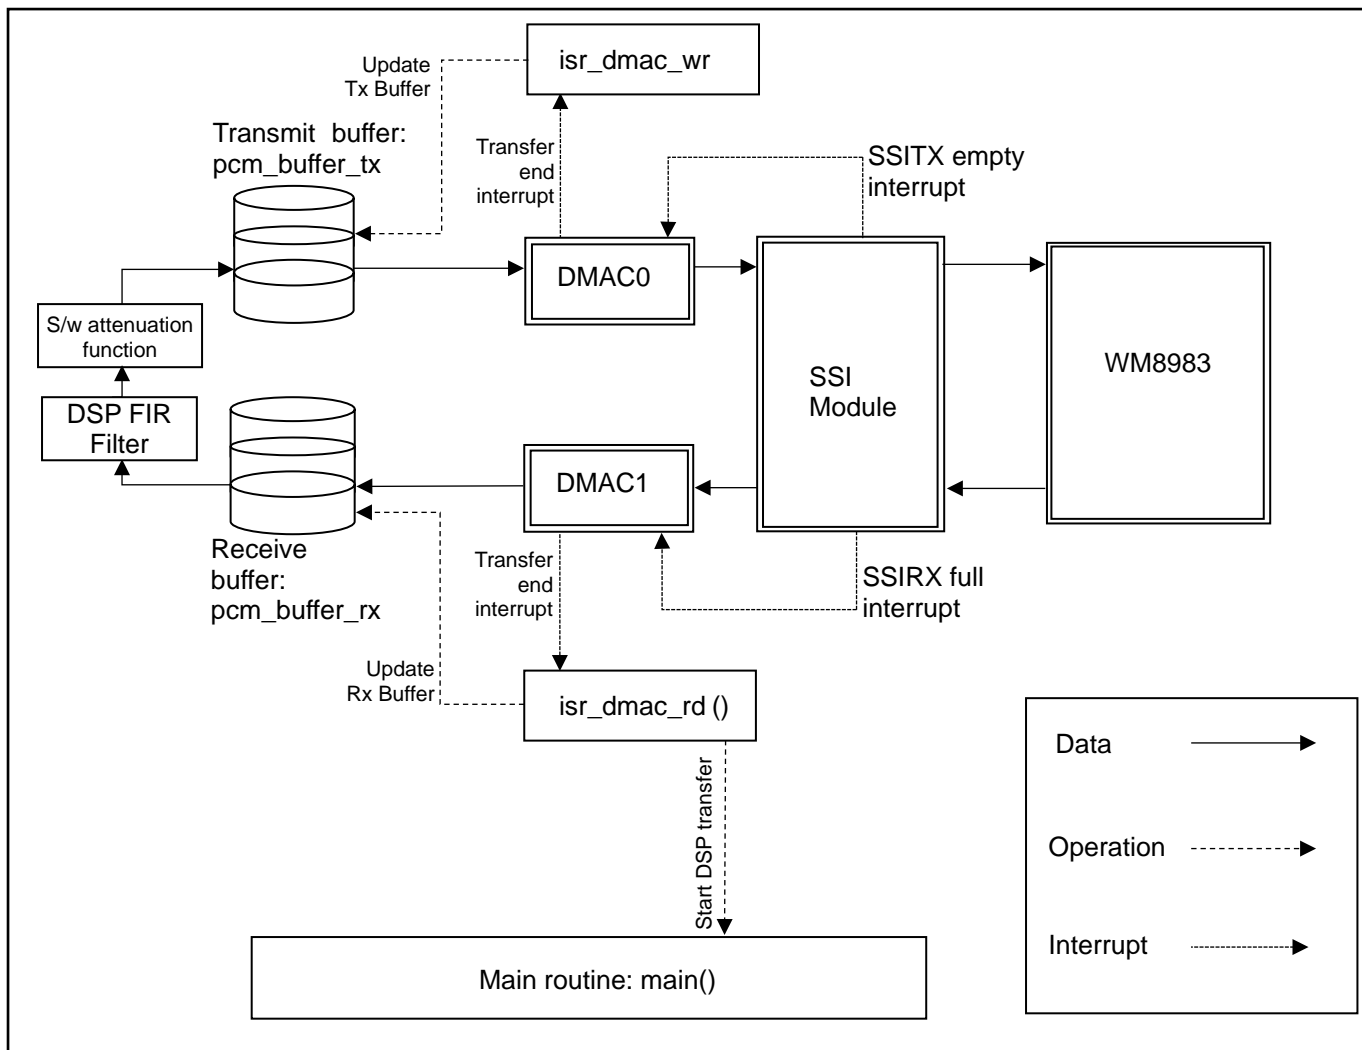 isr_dmac_wr
Update
Tx Buffer
Transmit buffer:
pcm_buffer_tx
Transfer
end
interrupt
SSITX empty
interrupt
DMAC0
S/w attenuation
function
SSI
Module
WM8983
DSP FIR
Filter
DMAC1
Receive
buffer:
pcm_buffer_rx
Transfer
end
interrupt
SSIRX full
interrupt
Update
Rx Buffer
isr_dmac_rd ()
Start DSP transfer
Main routine: main()
Data
Operation
Interrupt